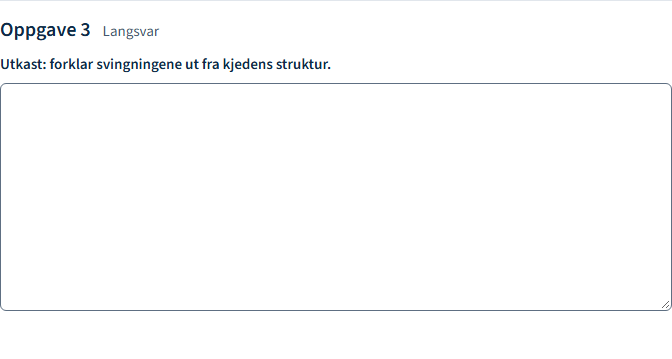 Oppgave 3 Langsvar
Utkast: forklar svingningene ut fra kjedens struktur.